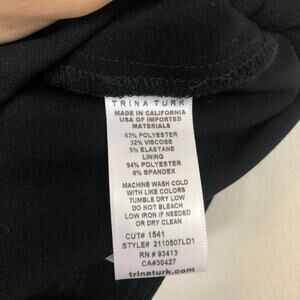 TRINA TURK
MADE IN CALIFORNIA
USA OF IMPORTED
MATERIALS
63% POLYESTER
32% VISCOSE
5% ELASTANE
LINING
94% POLYESTER
6% SPANDEX
MACHINE WASH COLD
WITH LIKE COLORS
TUMBLE DRY LOW
DO NOT BLEACH
LOW IRON IF NEEDED
OR DRY CLEAN
CUT# 1541
STYLE# 2110507LD1
RN # 93413
CA#30427
trinaturk.com